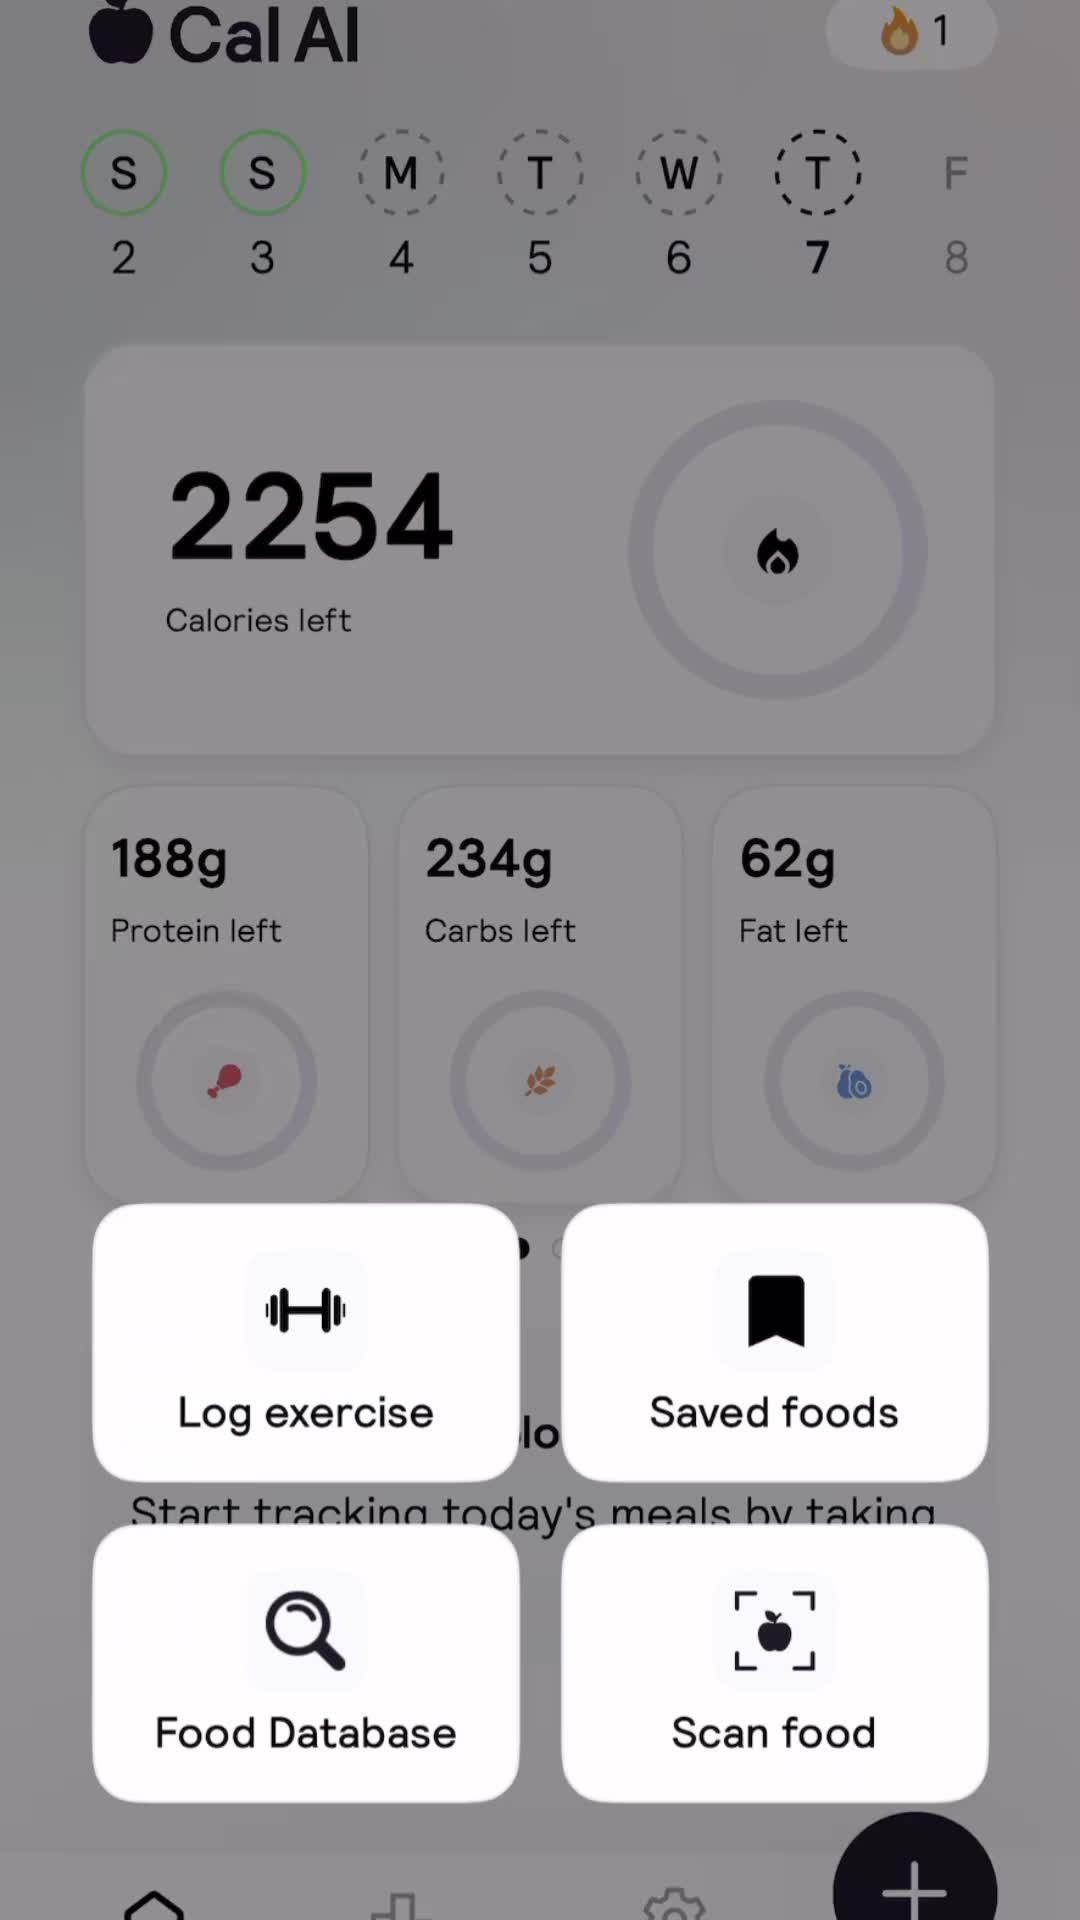 Cal AI
1
S S M T W T F
2 3 4 5 6 7 8
2254
Calories left
188g 234g 62g
Protein left Carbs left Fat left
Log exercise Saved foods
Start tracking today's meals by taking
Food Database Scan food